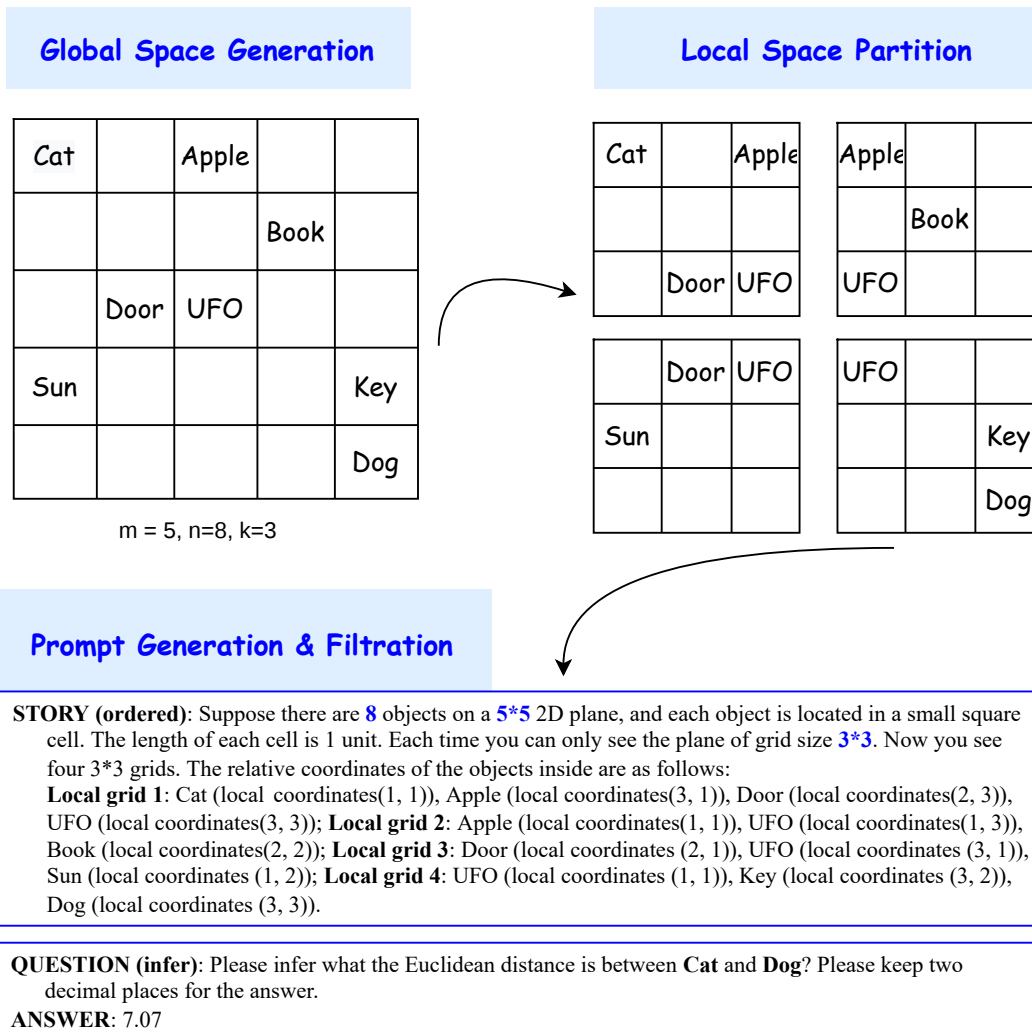 Global Space Generation
Local Space Partition
Cat Apple
Book
Door UFO
Sun Key
Dog
m = 5, n=8, k=3
Cat Apple
Door UFO
Apple
Book
UFO
Door UFO
Sun
UFO
Key
Dog
Prompt Generation & Filtration
STORY (ordered): Suppose there are 8 objects on a 5*5 2D plane, and each object is located in a small square
cell. The length of each cell is 1 unit. Each time you can only see the plane of grid size 3*3. Now you see
four 3*3 grids. The relative coordinates of the objects inside are as follows:
Local grid 1: Cat (local coordinates(1, 1)), Apple (local coordinates(3, 1)), Door (local coordinates(2, 3)),
UFO (local coordinates(3, 3)); Local grid 2: Apple (local coordinates(1, 1)), UFO (local coordinates(1, 3)),
Book (local coordinates(2, 2)); Local grid 3: Door (local coordinates (2, 1)), UFO (local coordinates (3, 1)),
Sun (local coordinates (1, 2)); Local grid 4: UFO (local coordinates (1, 1)), Key (local coordinates (3, 2)),
Dog (local coordinates (3, 3)).
QUESTION (infer): Please infer what the Euclidean distance is between Cat and Dog? Please keep two
decimal places for the answer.
ANSWER: 7.07